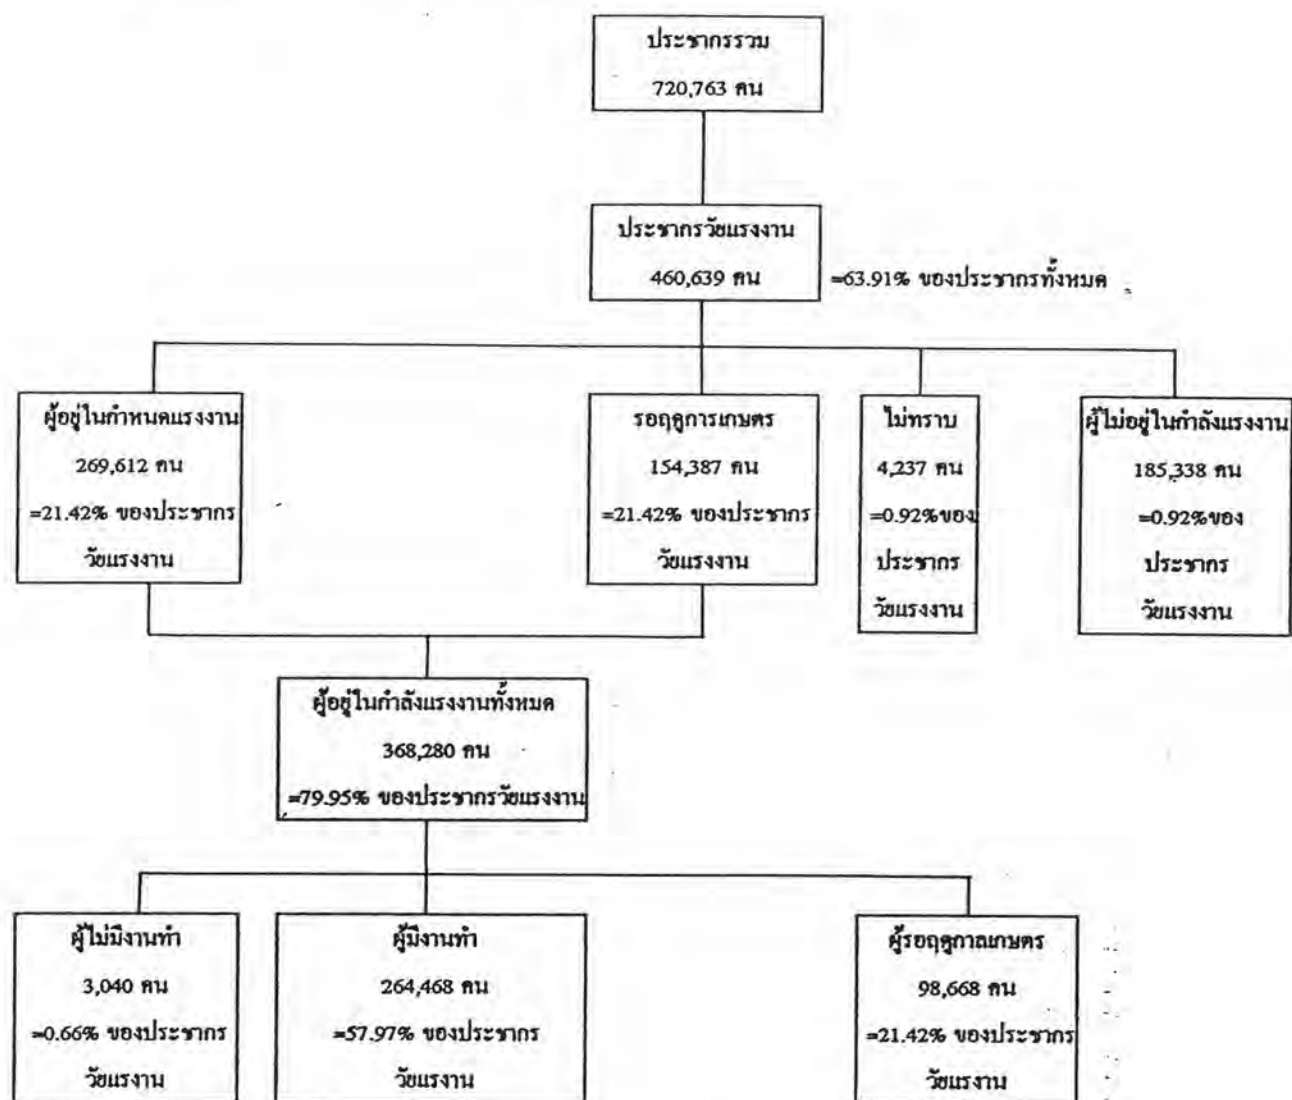 ประชากรรวม
720,763 คน
ประชากรวัยแรงงาน
460,639 คน
=63.91% ของประชากรทั้งหมด
ผู้อยู่ในกำหนดแรงงาน
269,612 คน
=21.42% ของประชากร
วัยแรงงาน
รอฤดูการเกษตร
154,387 คน
=21.42% ของประชากร
วัยแรงงาน
ไม่ทราบ
4,237 คน
=0.92%ของ
ประชากร
วัยแรงงาน
ผู้ไม่อยู่ในกำลังแรงงาน
185,338 คน
=0.92%ของ
ประชากร
วัยแรงงาน
ผู้อยู่ในกำลังแรงงานทั้งหมด
368,280 คน
=79.95% ของประชากรวัยแรงงาน
ผู้ไม่มีงานทำ
3,040 คน
=0.66% ของประชากร
วัยแรงงาน
ผู้มีงานทำ
264,468 คน
=57.97% ของประชากร
วัยแรงงาน
ผู้รอฤดูกาลเกษตร
98,668 คน
=21.42% ของประชากร
วัยแรงงาน